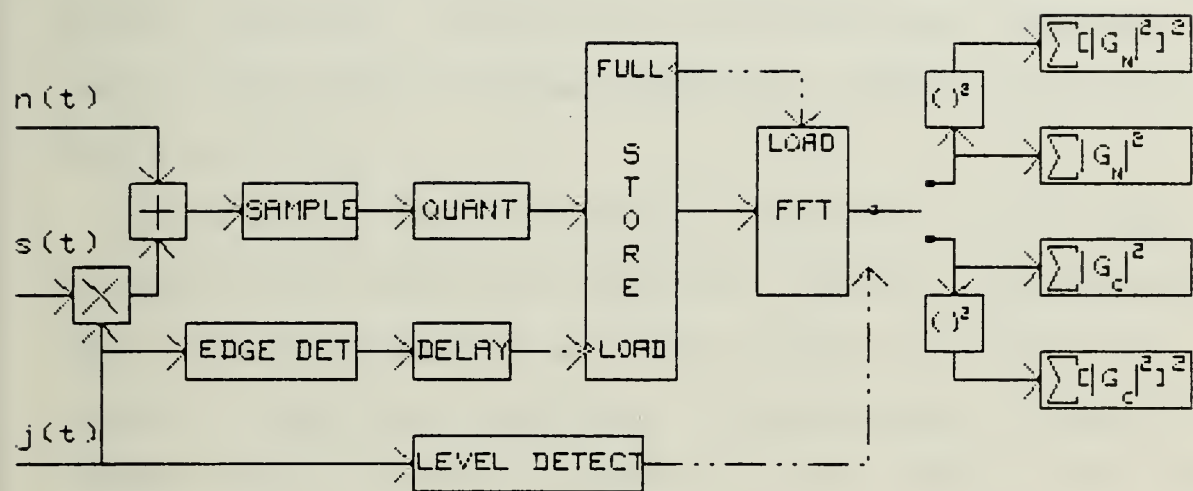 n(t)
s(t)
j(t)
+
SAMPLE
QUANT
EDGE DET
DELAY
LEVEL DETECT
FULL
STORE
LOAD
LOAD
FFT
( )²
( )²
∑[|G_N|²]²
∑|G_N|²
∑|G_C|²
∑[|G_C|²]²